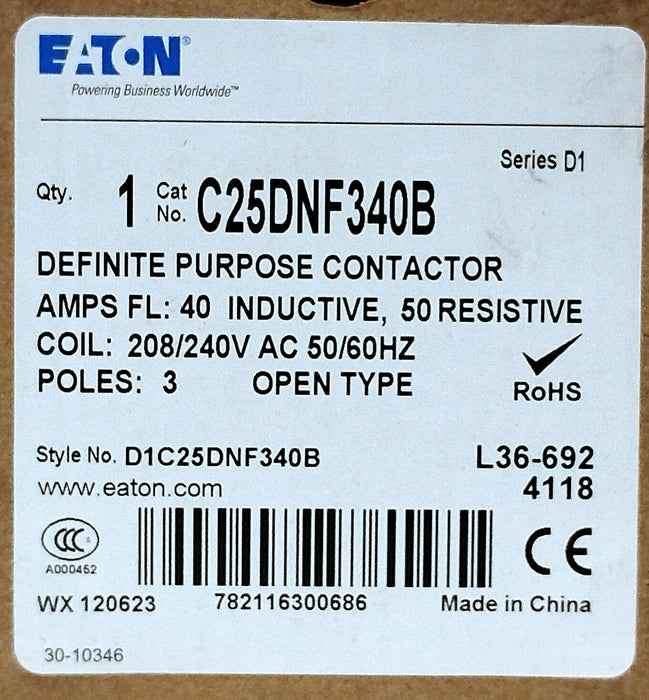 EATON®
Powering Business Worldwide™
Series D1
Qty. 1 Cat No. C25DNF340B
DEFINITE PURPOSE CONTACTOR
AMPS FL: 40 INDUCTIVE, 50 RESISTIVE
COIL: 208/240V AC 50/60HZ
POLES: 3 OPEN TYPE
RoHS
Style No. D1C25DNF340B
L36-692
www.eaton.com
4118
CCC S
A000452
CE
WX 120623
782116300686
Made in China
30-10346